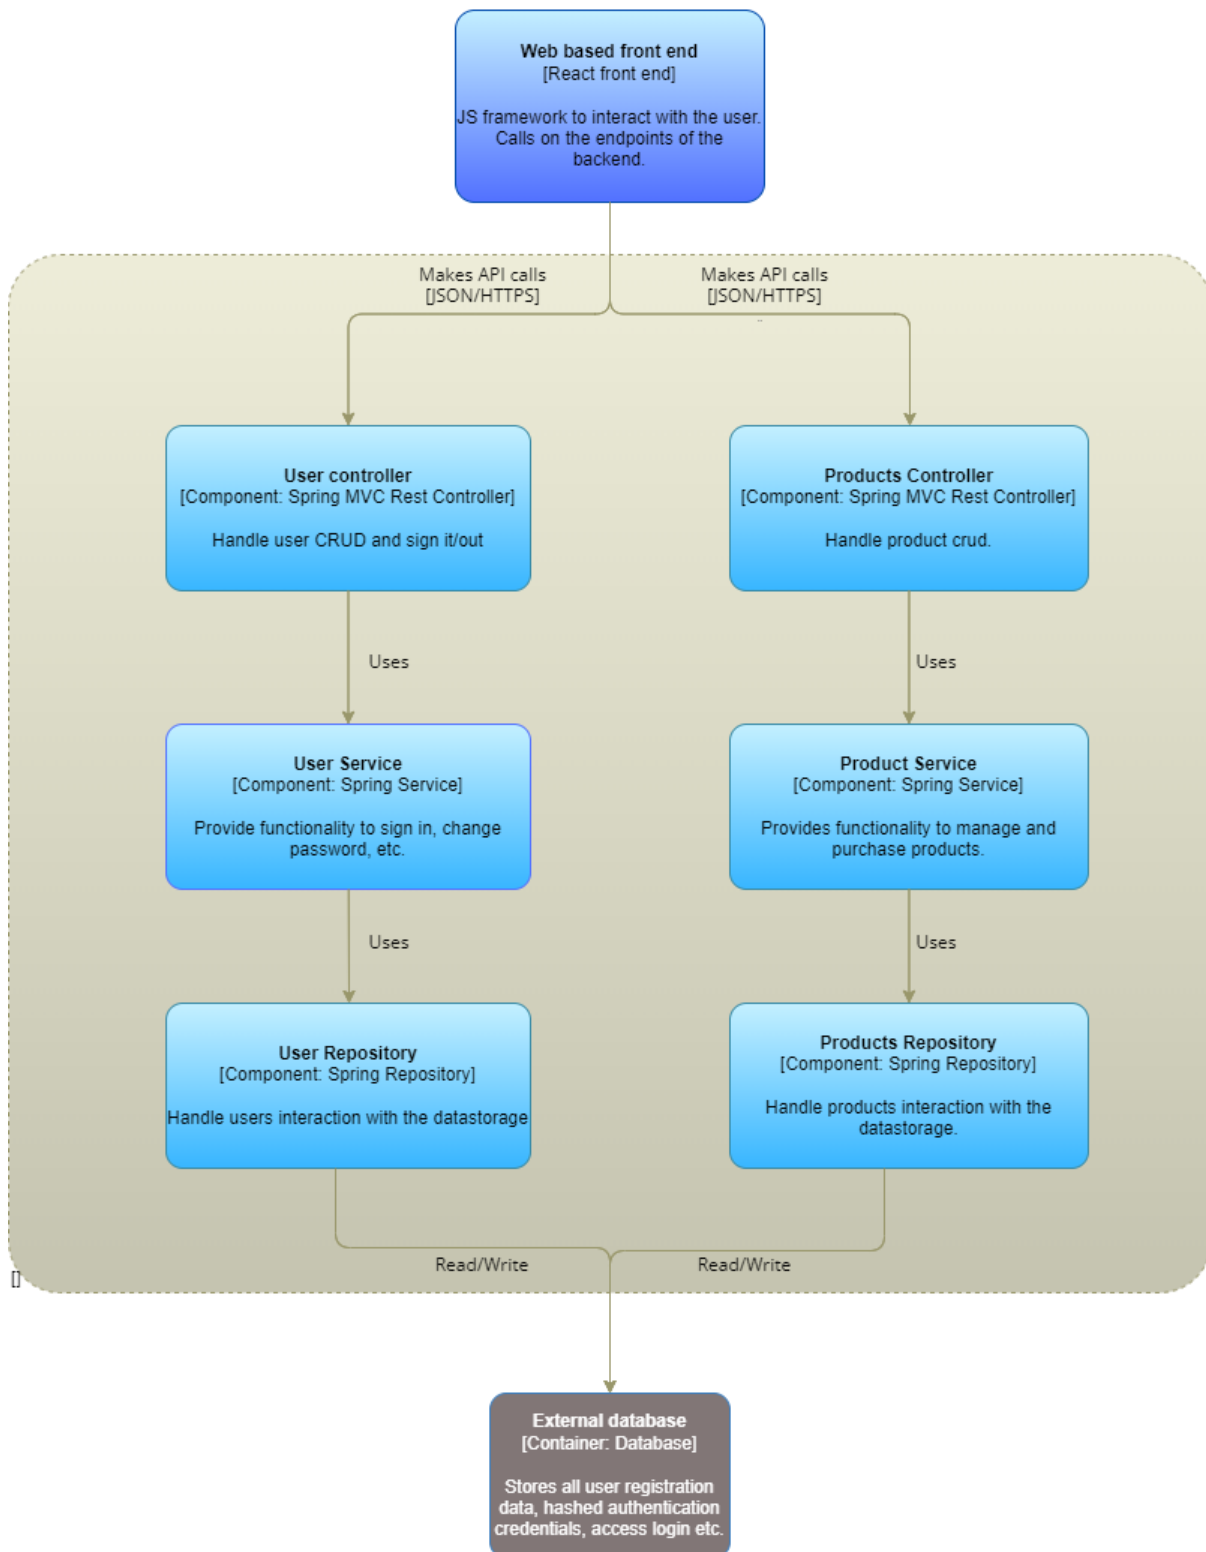 Web based front end
[React front end]
JS framework to interact with the user.
Calls on the endpoints of the
backend.
Makes API calls
[JSON/HTTPS]
Makes API calls
[JSON/HTTPS]
User controller
[Component: Spring MVC Rest Controller]
Handle user CRUD and sign it/out
Products Controller
[Component: Spring MVC Rest Controller]
Handle product crud.
Uses
Uses
User Service
[Component: Spring Service]
Provide functionality to sign in, change
password, etc.
Product Service
[Component: Spring Service]
Provides functionality to manage and
purchase products.
Uses
Uses
User Repository
[Component: Spring Repository]
Handle users interaction with the datastorage
Products Repository
[Component: Spring Repository]
Handle products interaction with the
datastorage.
Read/Write
Read/Write
[]
External database
[Container: Database]
Stores all user registration
data, hashed authentication
credentials, access login etc.